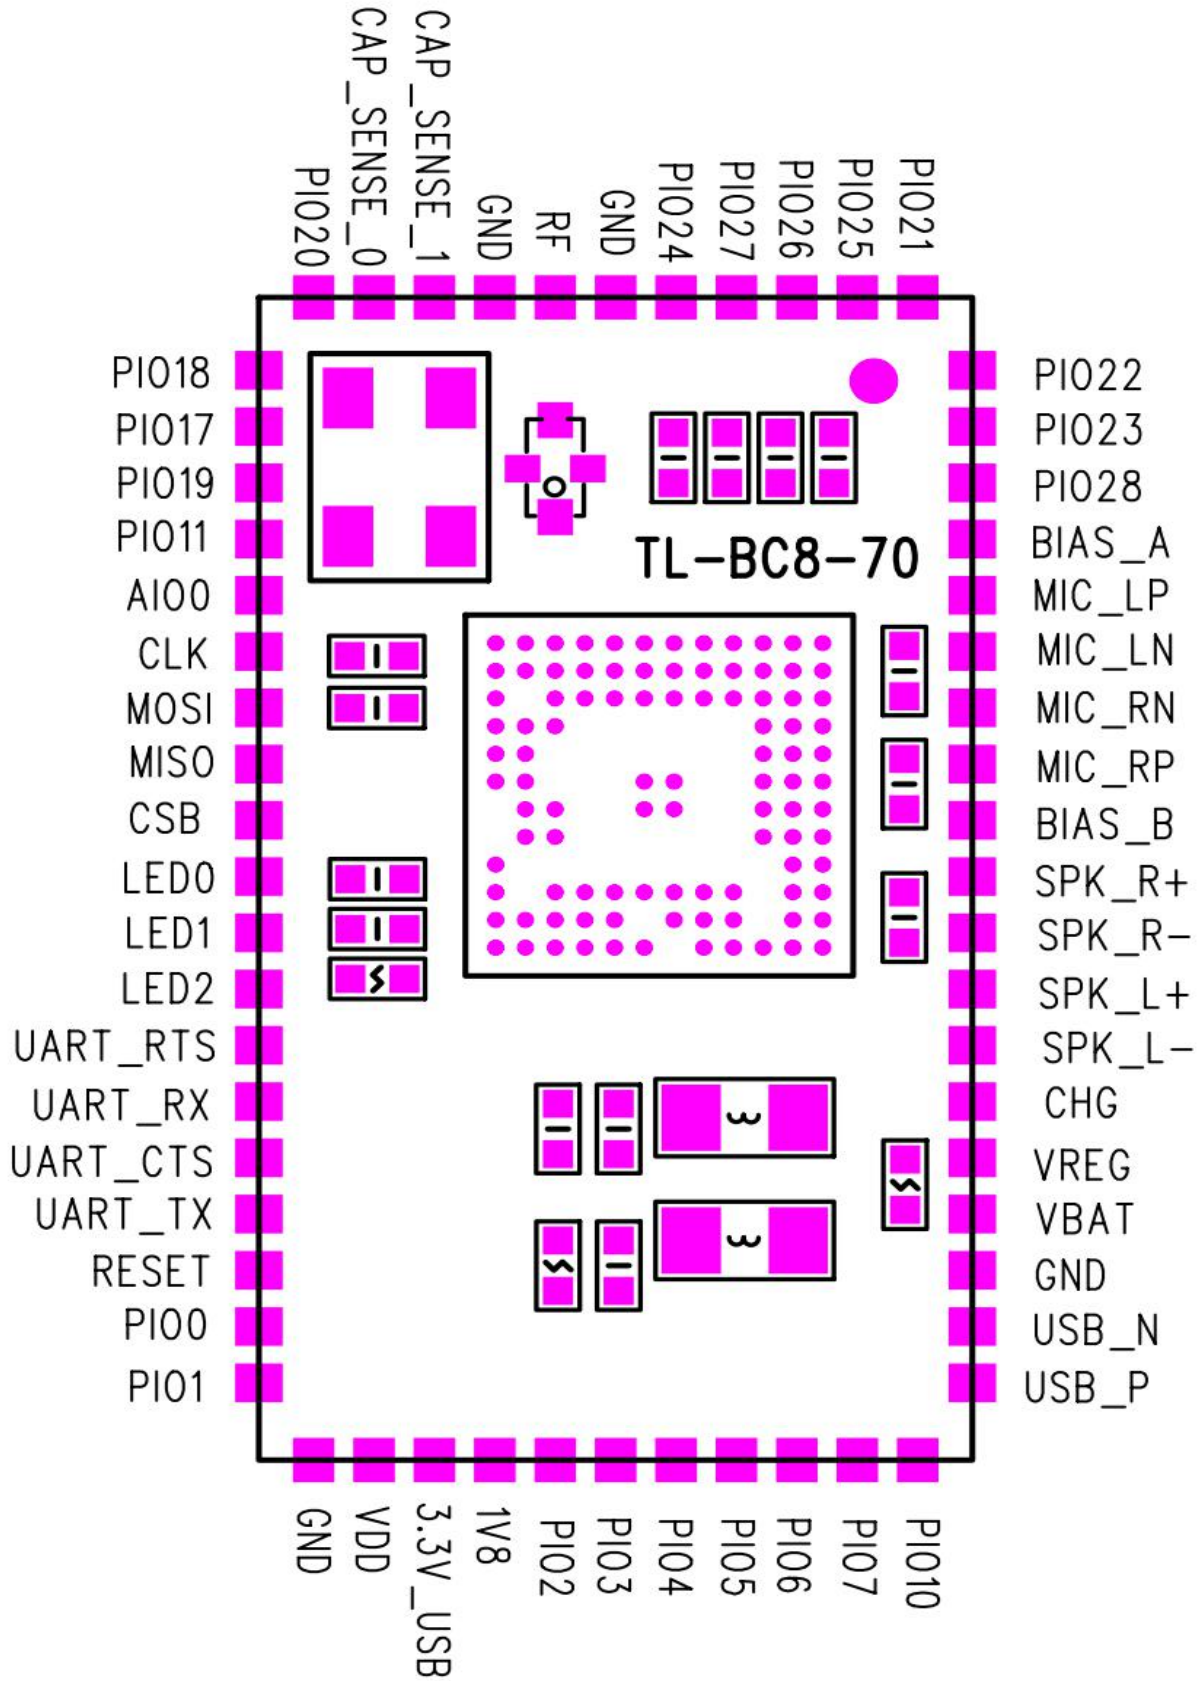 PIO20
CAP_SENSE_0
CAP_SENSE_1
GND
RF
GND
PIO24
PIO27
PIO26
PIO25
PIO21
PIO18
PIO17
PIO19
PIO11
AIO0
CLK
MOSI
MISO
CSB
LED0
LED1
LED2
UART_RTS
UART_RX
UART_CTS
UART_TX
RESET
PIO0
PIO1
TL-BC8-70
PIO22
PIO23
PIO28
BIAS_A
MIC_LP
MIC_LN
MIC_RN
MIC_RP
BIAS_B
SPK_R+
SPK_R-
SPK_L+
SPK_L-
CHG
VREG
VBAT
GND
USB_N
USB_P
GND
VDD
3.3V_USB
1V8
PIO2
PIO3
PIO4
PIO5
PIO6
PIO7
PIO10